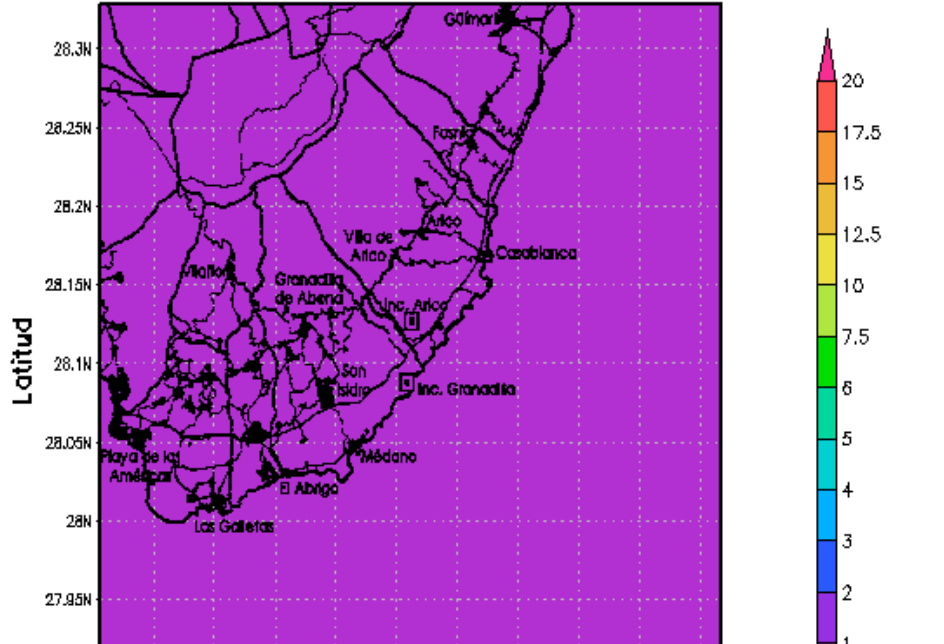 Güimar
28.3N
28.25N
Fasnia
28.2N
Arico
Villa de
Arico
Casablanca
Vilaflor
Granadilla
de Abona
28.15N
Inc. Arico
28.1N
San
Isidro
Inc. Granadilla
28.05N
Playa de las
Américas
Médano
El Abrigo
28N
Las Galletas
27.95N
Latitud
20
17.5
15
12.5
10
7.5
6
5
4
3
2
1